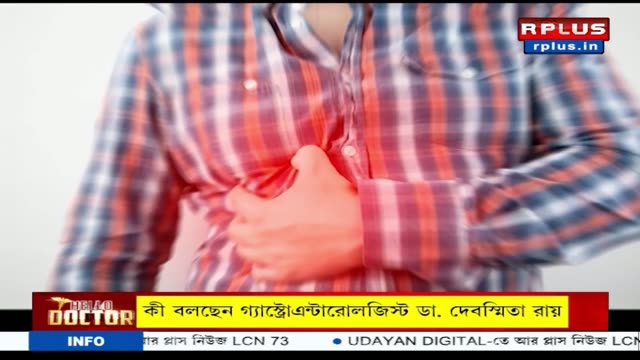 RPLUS
rplus.in
HELLO
DOCTOR
কী বলছেন গ্যাস্ট্রোএন্টারোলজিস্ট ডা. দেবস্মিতা রায়
INFO
আর প্লাস নিউজ LCN 73 UDAYAN DIGITAL-তে আর প্লাস নিউজ LCN